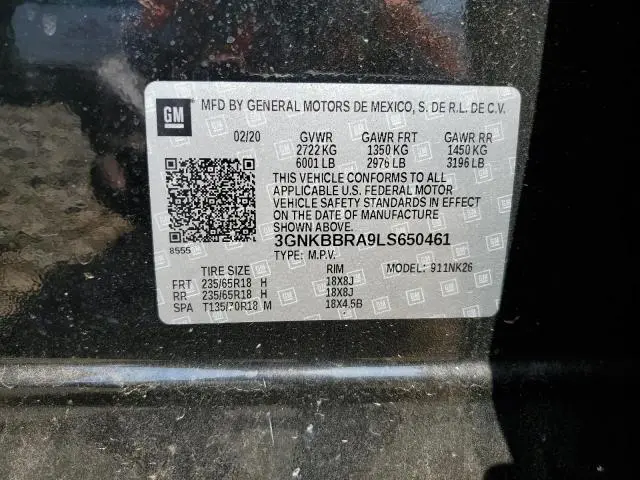 GM MFD BY GENERAL MOTORS DE MEXICO, S. DE R.L. DE C.V.
02/20 GVWR GAWR FRT GAWR RR
2722 KG 1350 KG 1450 KG
6001 LB 2976 LB 3196 LB
THIS VEHICLE CONFORMS TO ALL
APPLICABLE U.S. FEDERAL MOTOR
VEHICLE SAFETY STANDARDS IN EFFECT
ON THE DATE OF MANUFACTURE
SHOWN ABOVE.
8555 3GNKBBRA9LS650461
TYPE: M.P.V.
TIRE SIZE RIM MODEL: 911NK26
FRT 235/65R18 H 18X8J
RR 235/65R18 H 18X8J
SPA T135/70R18 M 18X4.5B